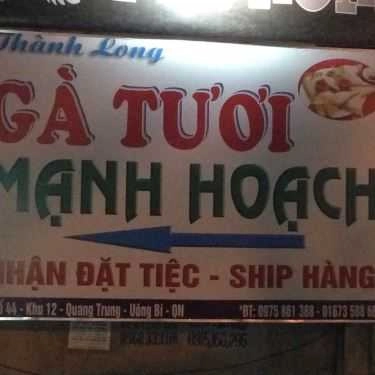 Thành Long
GÀ TƯƠI
MẠNH HOẠCH
NHẬN ĐẶT TIỆC - SHIP HÀNG
44 - Khu 12 - Quang Trung - Uông Bí - QN
*ĐT: 0975 861 388 - 01673 588